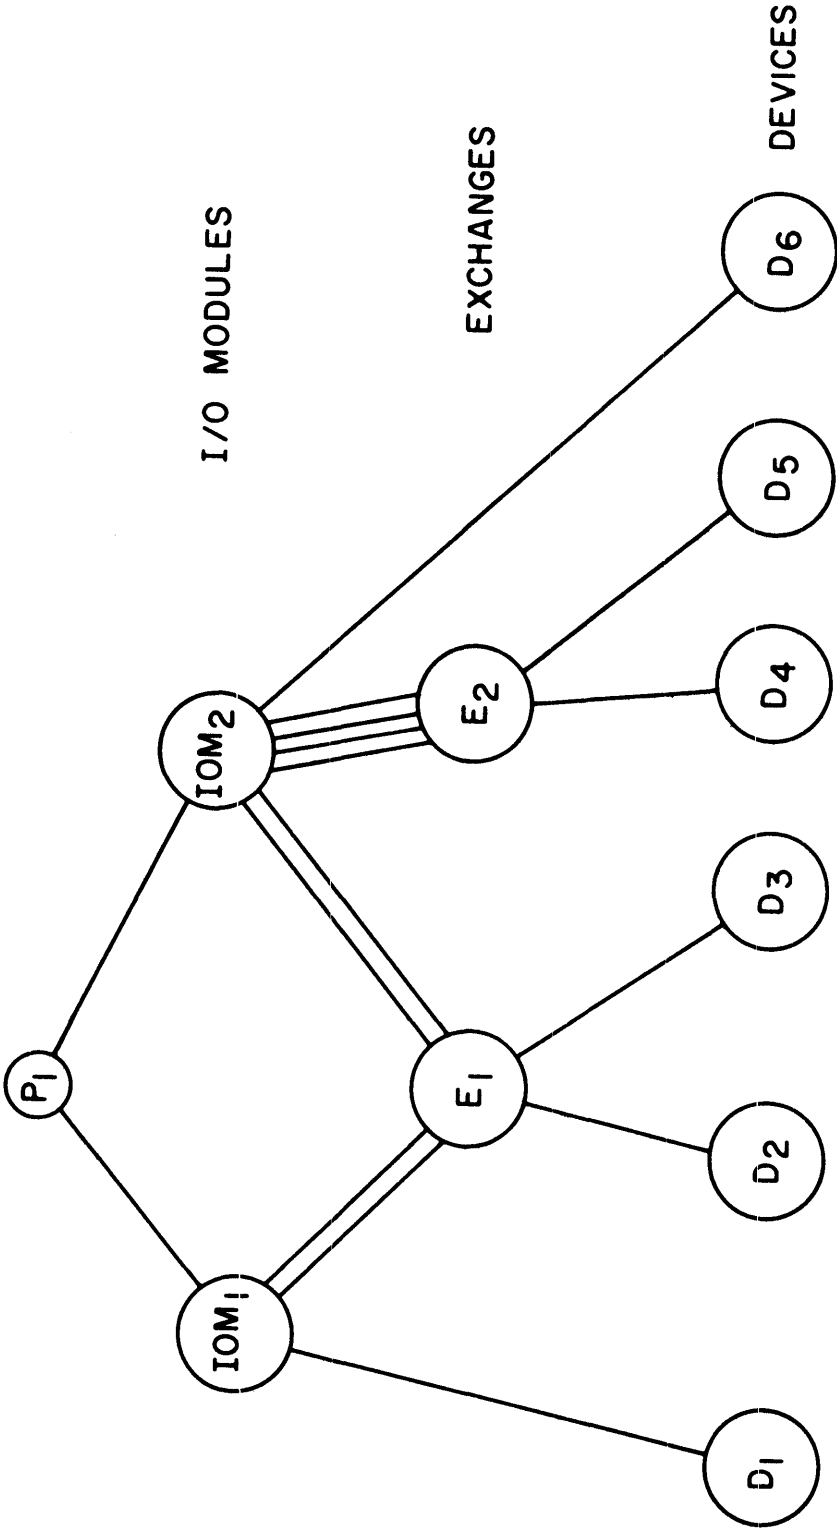 P1
IOM1
IOM2
I/O MODULES
E1
E2
EXCHANGES
D1
D2
D3
D4
D5
D6
DEVICES